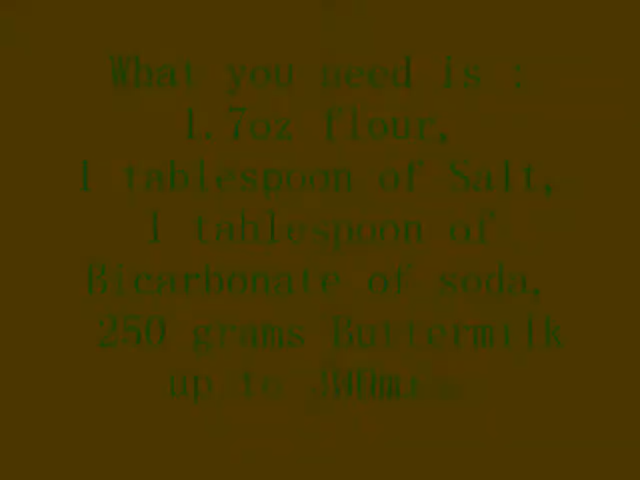 What you need is :
1.7oz flour,
1 tablespoon of Salt,
1 tablespoon of
Bicarbonate of soda,
250 grams Buttermilk
up to